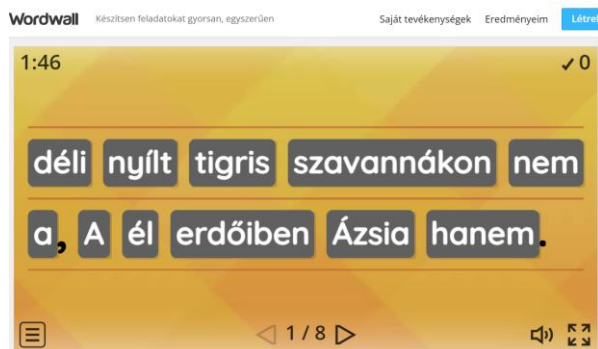 Wordwall Készítsen feladatokat gyorsan, egyszerűen Saját tevékenységek Eredményeim
1:46 ✓ 0
déli nyílt tigris szavannákon nem
a, A él erdőiben Ázsia hanem.
1 / 8